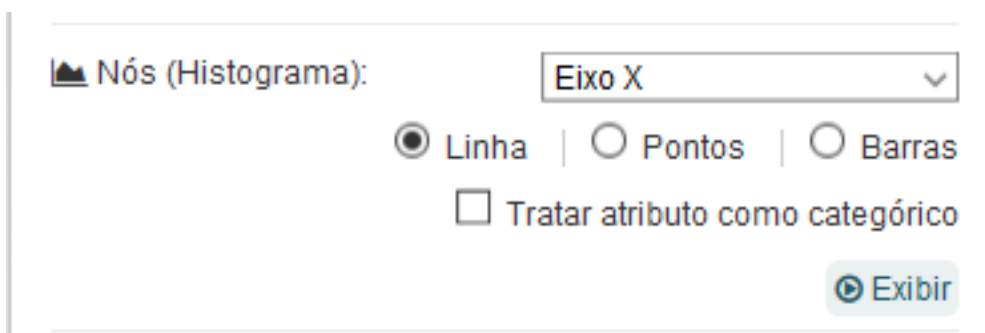 Nós (Histograma): Eixo X
Linha | Pontos | Barras
Tratar atributo como categórico
Exibir